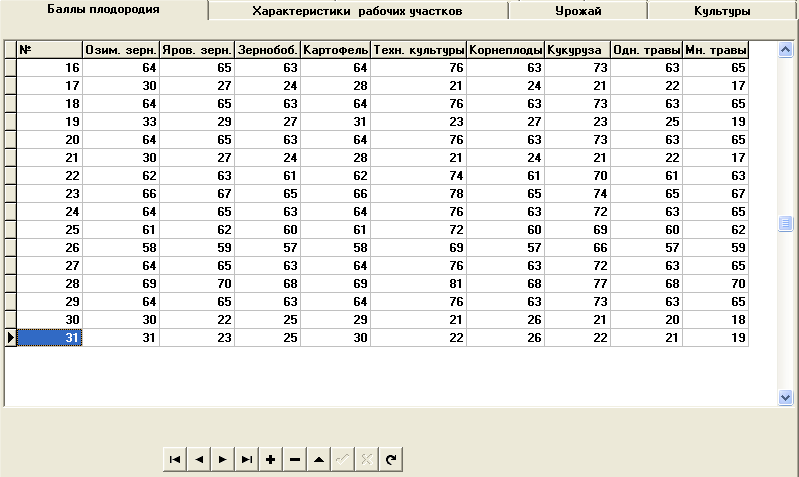 Баллы плодородия Характеристики рабочих участков Урожай Культуры
№ Озим. зерн. Яров. зерн. Зернобоб. Картофель Техн. культуры Корнеплоды Кукуруза Одн. травы Мн. травы
16 64 65 63 64 76 63 73 63 65
17 30 27 24 28 21 24 21 22 17
18 64 65 63 64 76 63 73 63 65
19 33 29 27 31 23 27 23 25 19
20 64 65 63 64 76 63 73 63 65
21 30 27 24 28 21 24 21 22 17
22 62 63 61 62 74 61 70 61 63
23 66 67 65 66 78 65 74 65 67
24 64 65 63 64 76 63 72 63 65
25 61 62 60 61 72 60 69 60 62
26 58 59 57 58 69 57 66 57 59
27 64 65 63 64 76 63 72 63 65
28 69 70 68 69 81 68 77 68 70
29 64 65 63 64 76 63 73 63 65
30 30 22 25 29 21 26 21 20 18
31 31 23 25 30 22 26 22 21 19